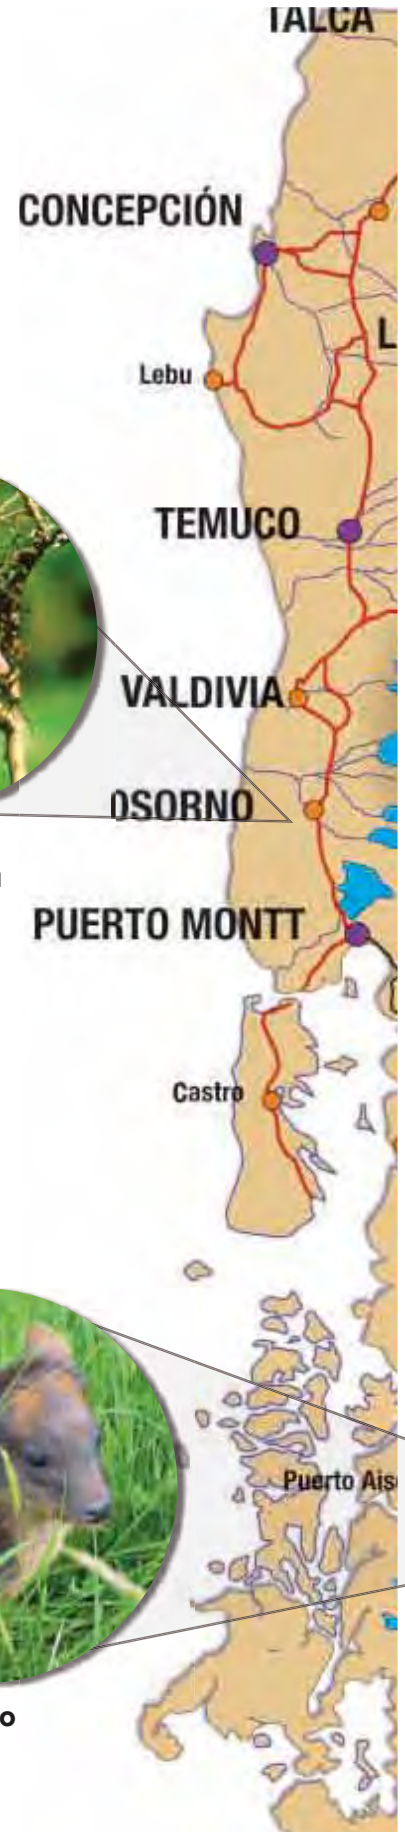 TALCA
CONCEPCIÓN
L
Lebu
TEMUCO
VALDIVIA
OSORNO
PUERTO MONTT
Castro
Puerto Ais
o